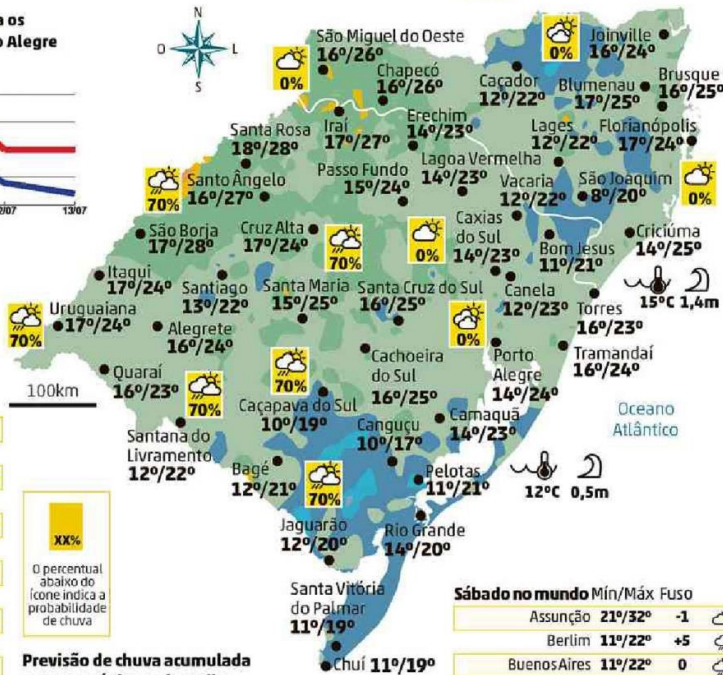 a os
o Alegre
2/07
13/07
N
O
L
S
0%
São Miguel do Oeste
16º/26º
Chapecó
16º/26º
0%
Joinville
16º/24º
Caçador
12º/22º
Blumenau
17º/25º
Brusque
16º/25º
Iraí
17º/27º
Erechim
14º/23º
Lages
12º/22º
Florianópolis
17º/24º
Santa Rosa
18º/28º
Lagoa Vermelha
14º/23º
Passo Fundo
15º/24º
Vacaria
12º/22º
São Joaquim
8º/20º
0%
70%
Santo Ângelo
16º/27º
São Borja
17º/28º
Cruz Alta
17º/24º
70%
0%
Caxias
do Sul
14º/23º
Bom Jesus
11º/21º
Criciúma
14º/25º
15ºC
1,4m
Itaqui
17º/24º
Santiago
13º/22º
Santa Maria
15º/25º
Santa Cruz do Sul
16º/25º
Canela
12º/23º
Torres
16º/23º
70%
Uruguaiana
17º/24º
Alegrete
16º/24º
0%
Porto
Alegre
14º/24º
Tramandaí
16º/24º
Quaraí
16º/23º
Cachoeira
do Sul
16º/25º
100km
70%
70%
Caçapava do Sul
10º/19º
Canguçu
10º/17º
Camaquã
14º/23º
Oceano
Atlântico
Santana do
Livramento
12º/22º
Bagé
12º/21º
70%
Pelotas
11º/21º
12ºC
0,5m
Jaguarão
12º/20º
Rio Grande
14º/20º
XX%
O percentual
abaixo do
ícone indica a
probabilidade
de chuva
Santa Vitória
do Palmar
11º/19º
Chuí 11º/19º
Previsão de chuva acumulada
Sábado no mundo Mín/Máx Fuso
Assunção 21º/32º -1
Berlim 11º/22º +5
Buenos Aires 11º/22º 0